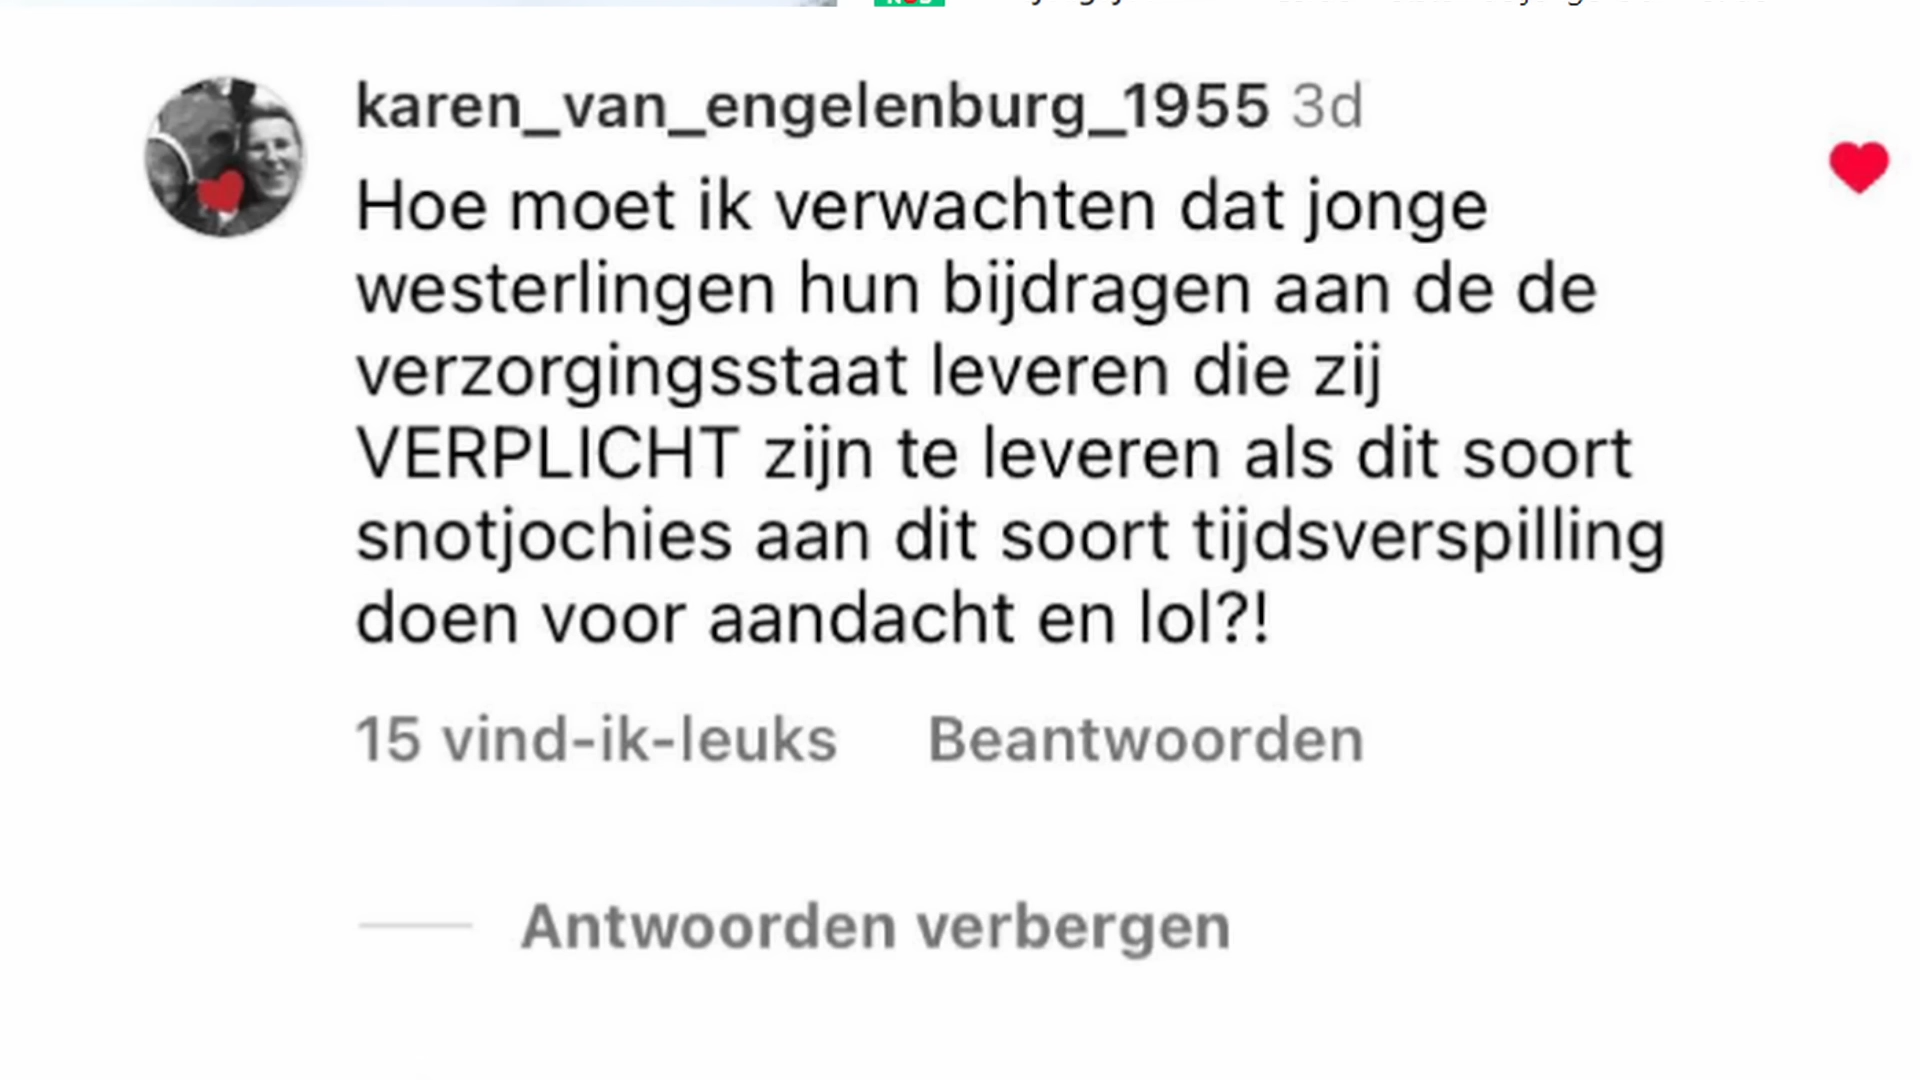 karen_van_engelenburg_1955 3d
Hoe moet ik verwachten dat jonge
westerlingen hun bijdragen aan de de
verzorgingsstaat leveren die zij
VERPLICHT zijn te leveren als dit soort
snotjochies aan dit soort tijdsverspilling
doen voor aandacht en lol?!
15 vind-ik-leuks Beantwoorden
Antwoorden verbergen